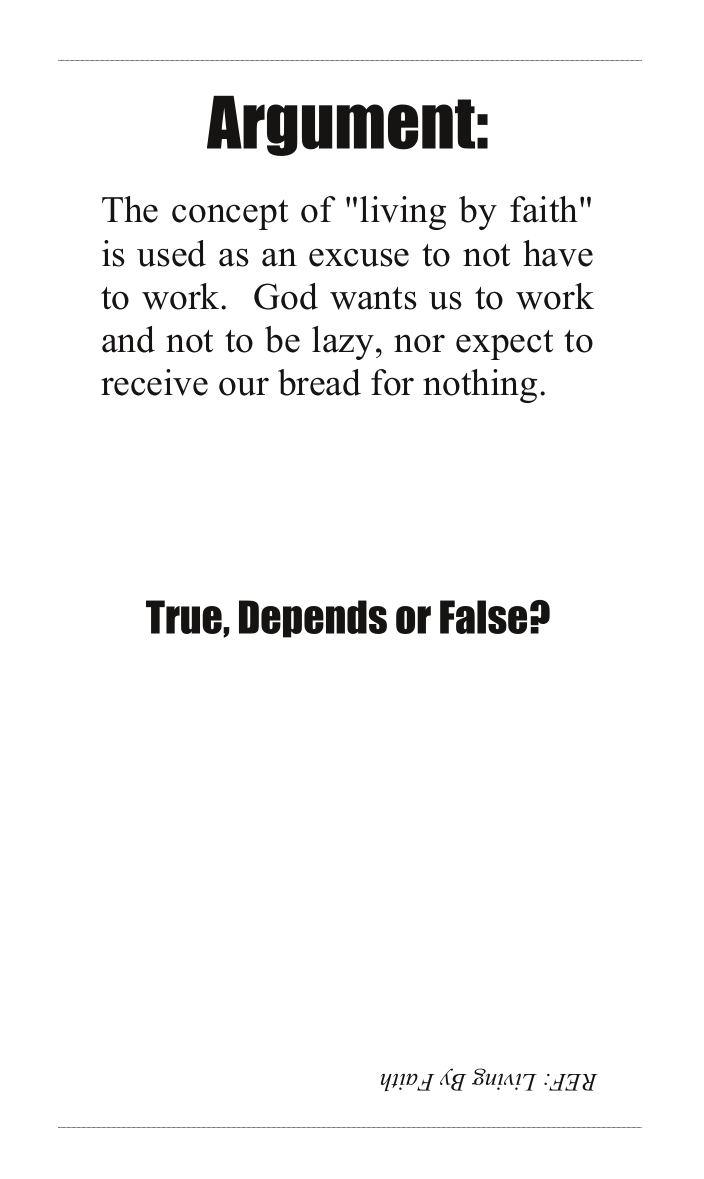 Argument:
The concept of "living by faith"
is used as an excuse to not have
to work.  God wants us to work
and not to be lazy, nor expect to
receive our bread for nothing.
True, Depends or False?
REF: Living By Faith